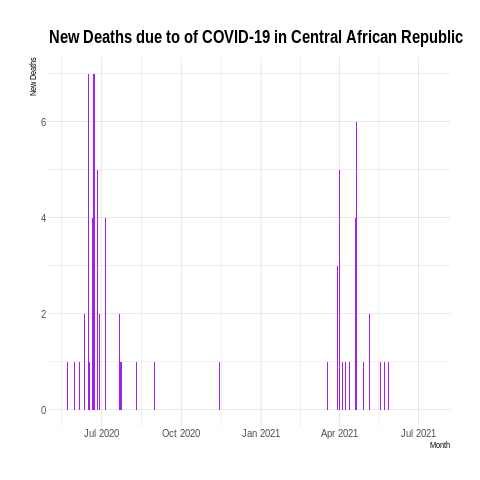 New Deaths due to of COVID-19 in Central African Republic
New Deaths
6
4
2
0
Jul 2020 Oct 2020 Jan 2021 Apr 2021 Jul 2021
Month